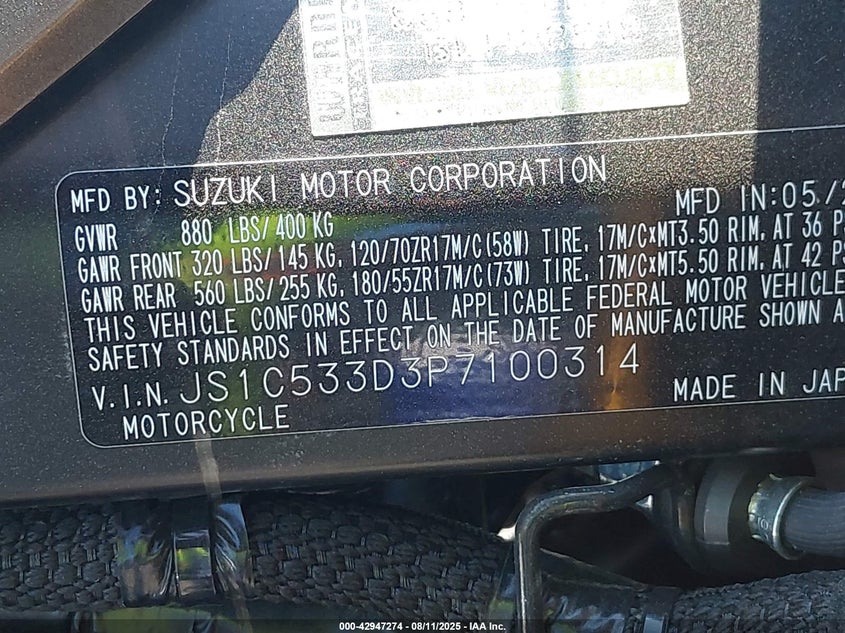 MFD BY: SUZUKI MOTOR CORPORATION MFD IN:05/2
GVWR 880 LBS/400 KG
GAWR FRONT 320 LBS/145 KG, 120/70ZR17M/C(58W) TIRE, 17M/C×MT3.50 RIM, AT 36 P
GAWR REAR 560 LBS/255 KG, 180/55ZR17M/C(73W) TIRE, 17M/C×MT5.50 RIM, AT 42 PS
THIS VEHICLE CONFORMS TO ALL APPLICABLE FEDERAL MOTOR VEHICLE
SAFETY STANDARDS IN EFFECT ON THE DATE OF MANUFACTURE SHOWN A
V.I.N. JS1C533D3P7100314 MADE IN JAP
MOTORCYCLE
000-42947274 - 08/11/2025 - IAA Inc.